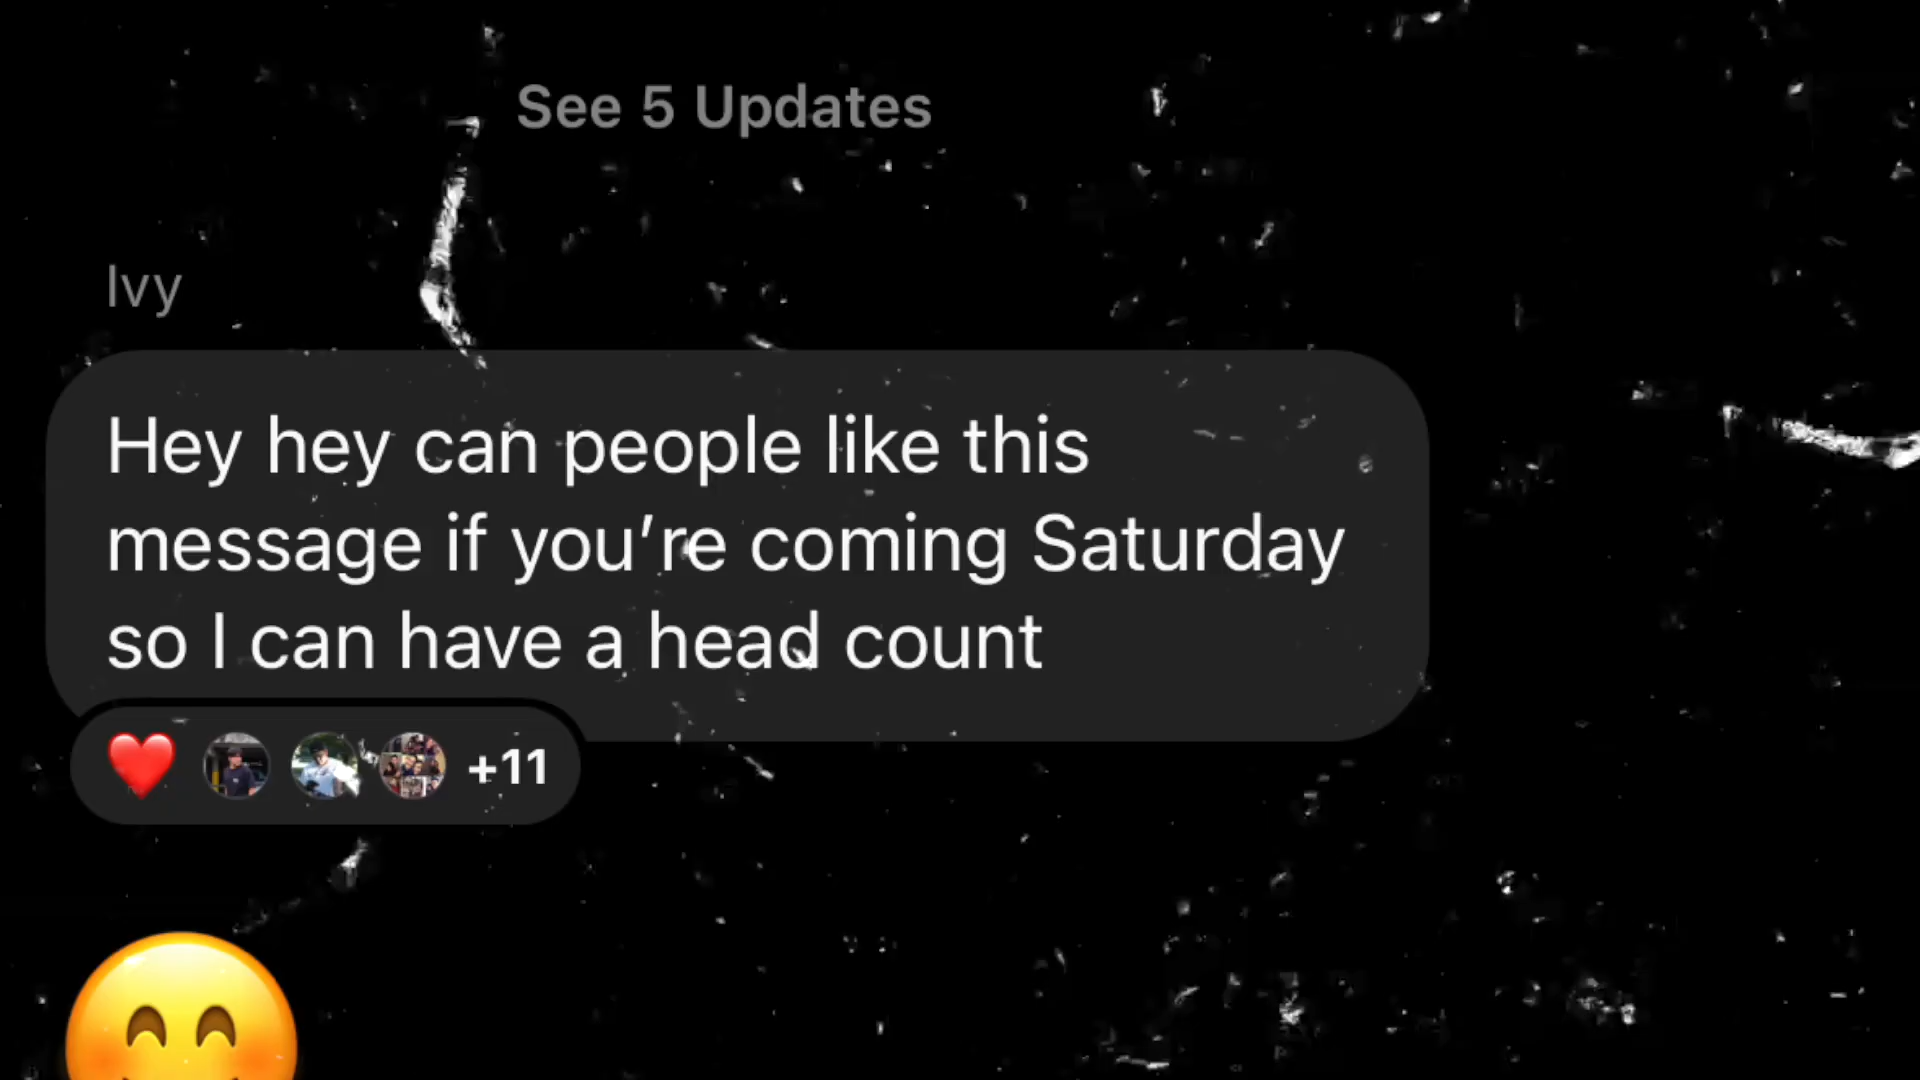 See 5 Updates
Ivy
Hey hey can people like this
message if you’re coming Saturday
so I can have a head count
+11